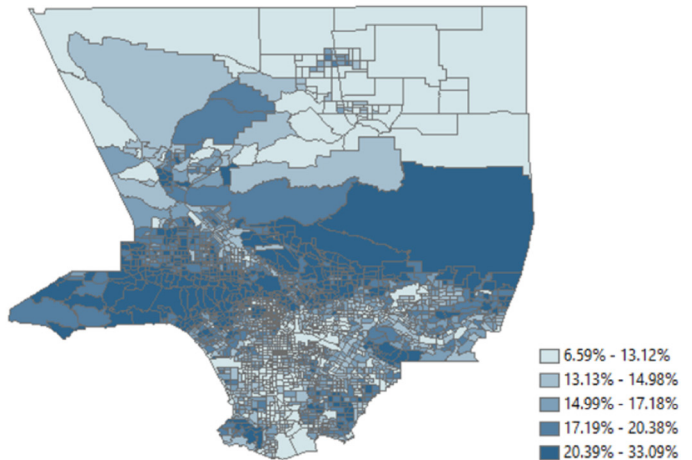 6.59% - 13.12%
13.13% - 14.98%
14.99% - 17.18%
17.19% - 20.38%
20.39% - 33.09%